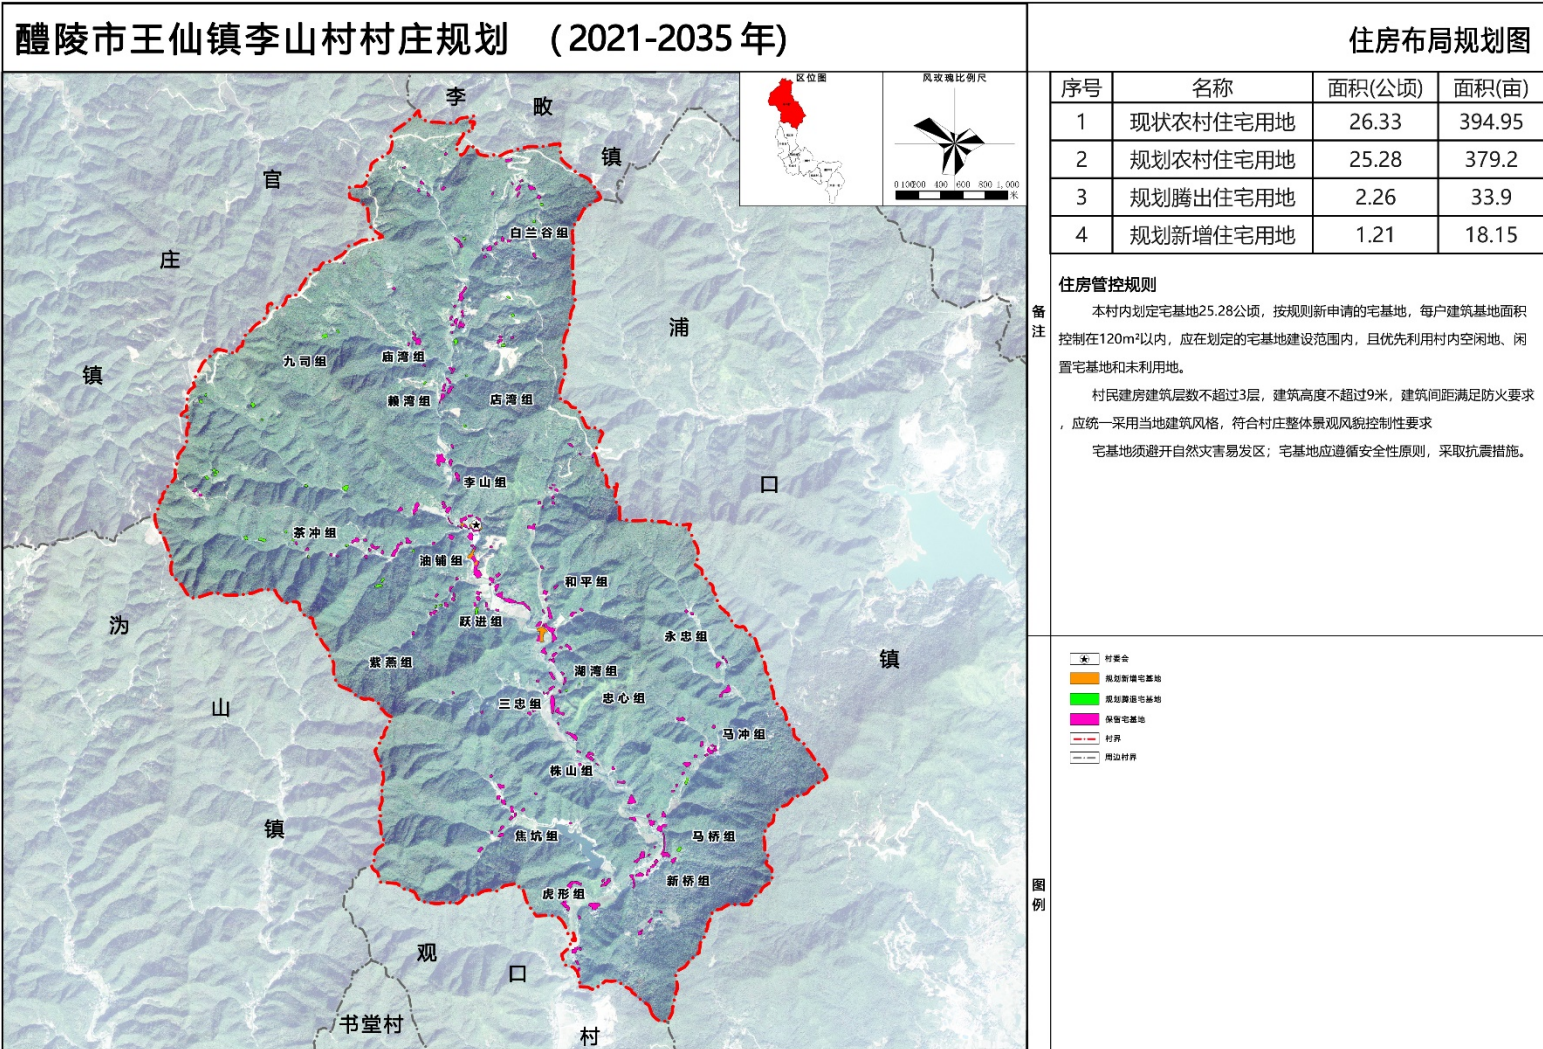 醴陵市王仙镇李山村村庄规划 （2021-2035 年)
住房布局规划图
区位图
风玫瑰比例尺
0 100200 400 600 800 1,000
米
序号 名称 面积(公顷) 面积(亩)
1 现状农村住宅用地 26.33 394.95
2 规划农村住宅用地 25.28 379.2
3 规划腾出住宅用地 2.26 33.9
4 规划新增住宅用地 1.21 18.15
备注
住房管控规则
本村内划定宅基地25.28公顷，按规则新申请的宅基地，每户建筑基地面积
控制在120m²以内，应在划定的宅基地建设范围内，且优先利用村内空闲地、闲
置宅基地和未利用地。
村民建房建筑层数不超过3层，建筑高度不超过9米，建筑间距满足防火要求
，应统一采用当地建筑风格，符合村庄整体景观风貌控制性要求
宅基地须避开自然灾害易发区；宅基地应遵循安全性原则，采取抗震措施。
图例
村委会
规划新增宅基地
规划腾退宅基地
保留宅基地
村界
周边村界
李畋镇
官庄镇
浦口镇
沩山镇
观口村
书堂村
白兰谷组
九司组
庙湾组
赖湾组
店湾组
李山组
茶冲组
油铺组
和平组
跃进组
永忠组
紫燕组
湖湾组
三忠组
忠心组
马冲组
株山组
焦坑组
马桥组
新桥组
虎形组